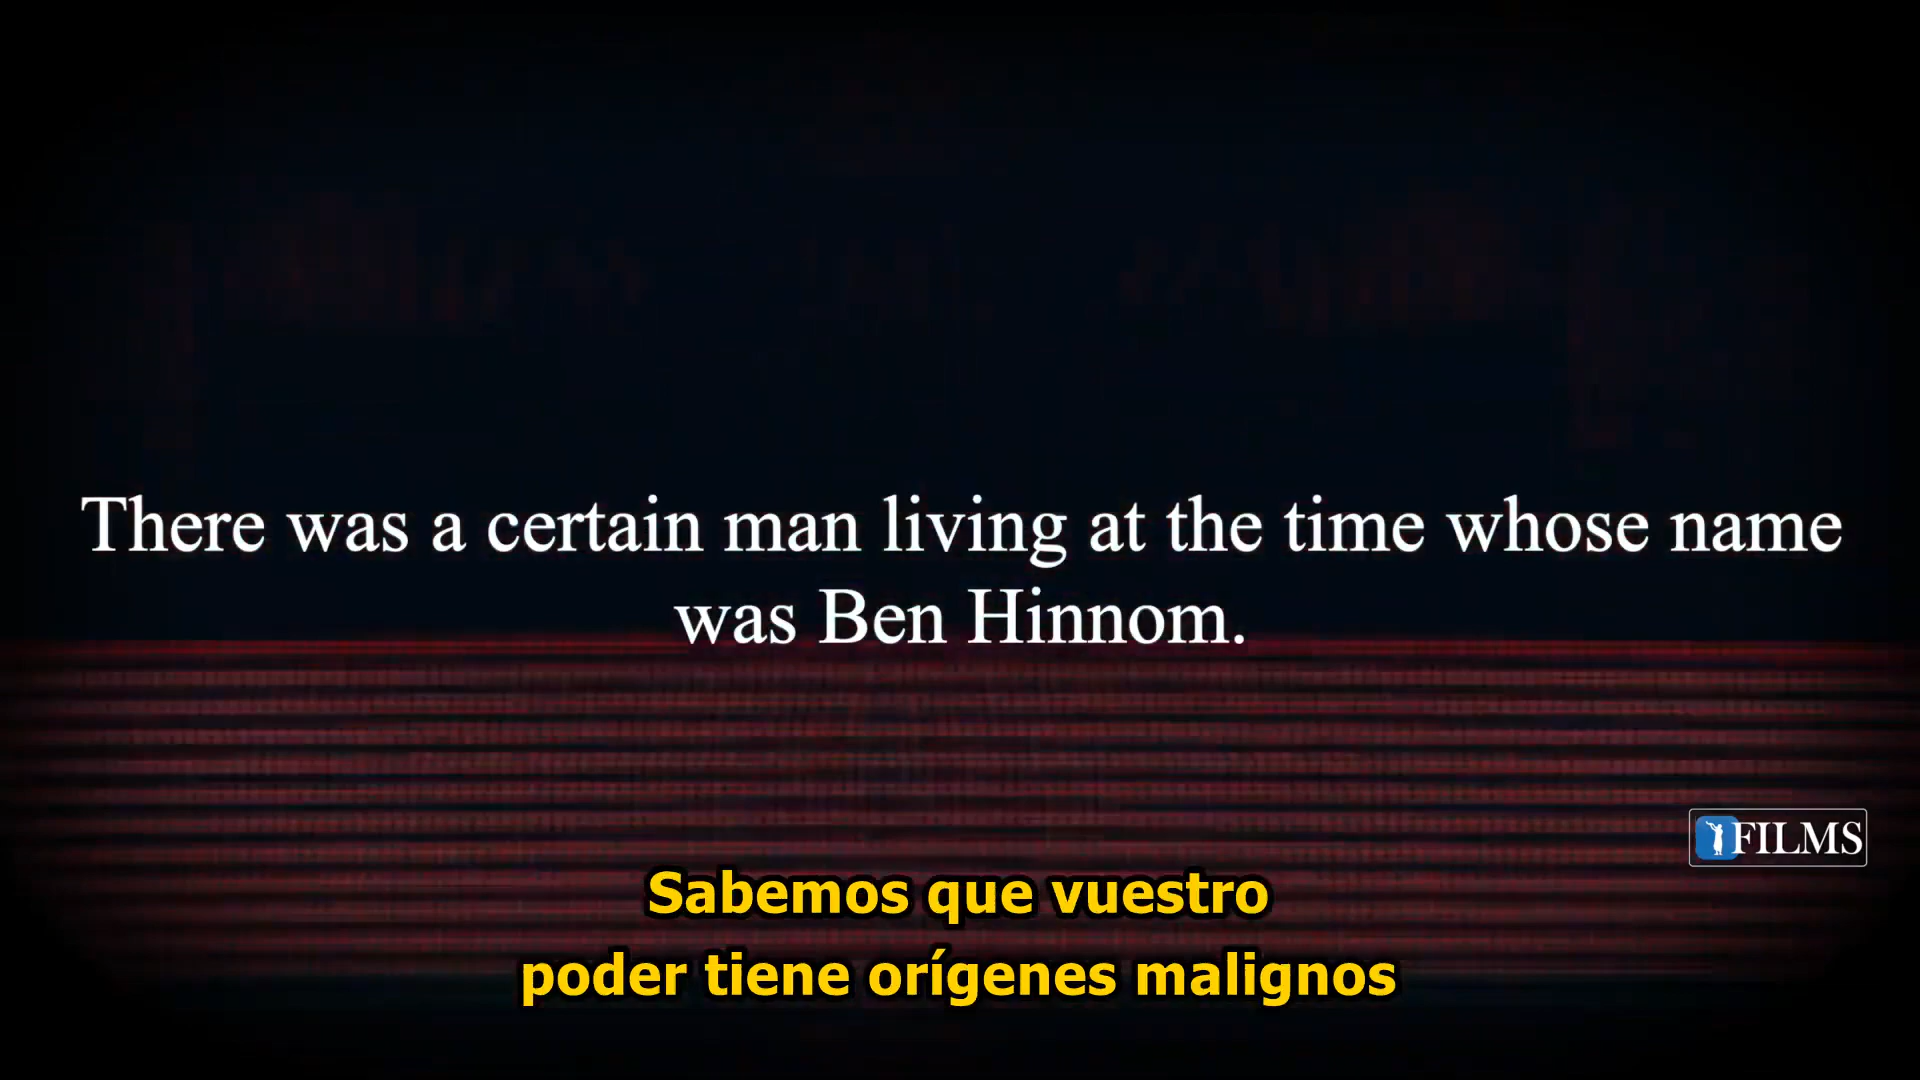 There was a certain man living at the time whose name
was Ben Hinnom.
FILMS
Sabemos que vuestro
poder tiene orígenes malignos